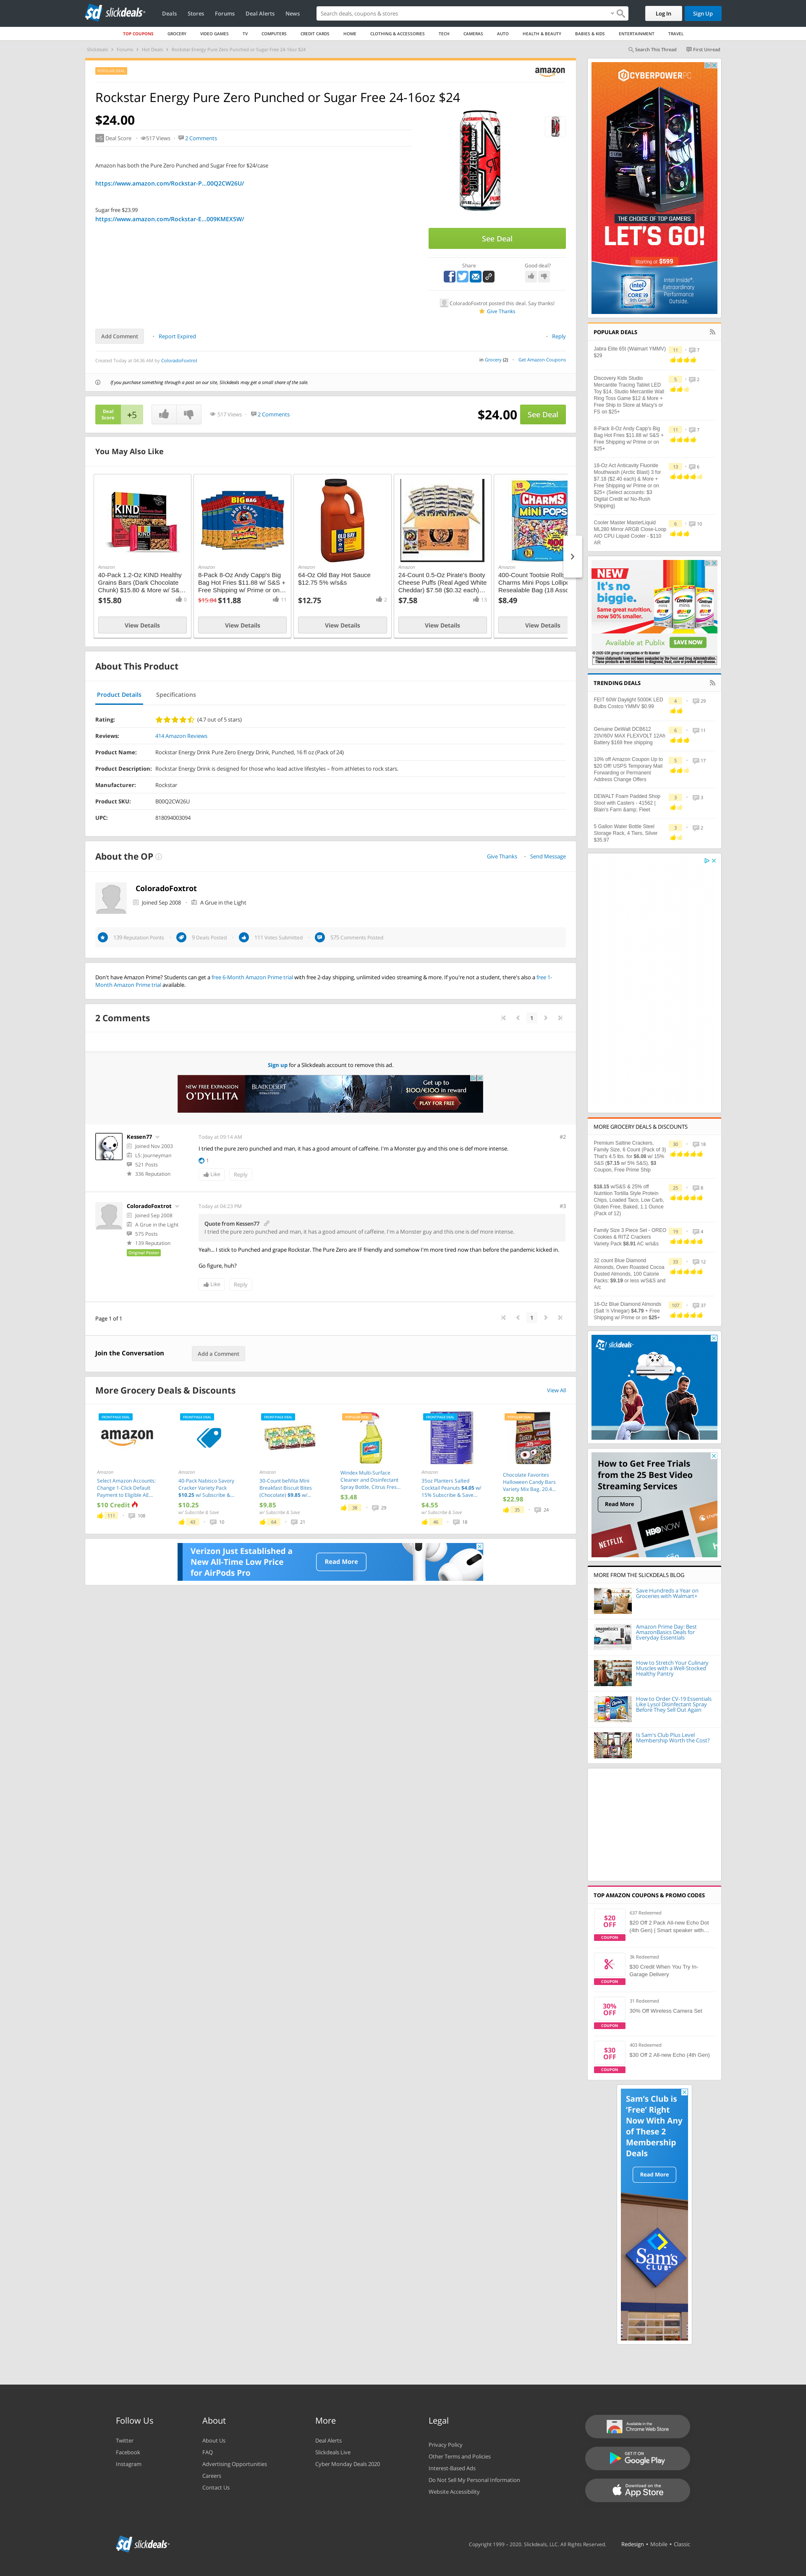 slickdeals
Deals
Stores
Forums
Deal Alerts
News
Search deals, coupons & stores
Log In
Sign Up
TOP COUPONS
GROCERY
VIDEO GAMES
TV
COMPUTERS
CREDIT CARDS
HOME
CLOTHING & ACCESSORIES
TECH
CAMERAS
AUTO
HEALTH & BEAUTY
BABIES & KIDS
ENTERTAINMENT
TRAVEL
Slickdeals > Forums > Hot Deals > Rockstar Energy Pure Zero Punched or Sugar Free 24-16oz $24
Search This Thread
First Unread
amazon
Rockstar Energy Pure Zero Punched or Sugar Free 24-16oz $24
$24.00
+5 Deal Score
517 Views
2 Comments
Amazon has both the Pure Zero Punched and Sugar Free for $24/case
https://www.amazon.com/Rockstar-P...00Q2CW26U/
Sugar free $23.99
https://www.amazon.com/Rockstar-E...009KMEX5W/
See Deal
Share
Good deal?
ColoradoFoxtrot posted this deal. Say thanks!
Give Thanks
Add Comment
Report Expired
Reply
Created Today at 04:36 AM by ColoradoFoxtrot
in Grocery (2)
Get Amazon Coupons
If you purchase something through a post on our site, Slickdeals may get a small share of the sale.
Deal Score
+5
517 Views
2 Comments
$24.00
See Deal
You May Also Like
Amazon
40-Pack 1.2-Oz KIND Healthy Grains Bars (Dark Chocolate Chunk) $15.80 & More w/ S&...
$15.80
0
View Details
Amazon
8-Pack 8-Oz Andy Capp's Big Bag Hot Fries $11.88 w/ S&S + Free Shipping w/ Prime or on...
$15.84 $11.88
11
View Details
Amazon
64-Oz Old Bay Hot Sauce $12.75 5% w/s&s
$12.75
2
View Details
Amazon
24-Count 0.5-Oz Pirate's Booty Cheese Puffs (Real Aged White Cheddar) $7.58 ($0.32 each)...
$7.58
13
View Details
400-Count Tootsie Roll
Charms Mini Pops Lollip
Resealable Bag (18 Asso
$8.49
View Details
About This Product
Product Details
Specifications
Rating: (4.7 out of 5 stars)
Reviews: 414 Amazon Reviews
Product Name: Rockstar Energy Drink Pure Zero Energy Drink, Punched, 16 fl oz (Pack of 24)
Product Description: Rockstar Energy Drink is designed for those who lead active lifestyles – from athletes to rock stars.
Manufacturer: Rockstar
Product SKU: B00Q2CW26U
UPC: 818094003094
About the OP
Give Thanks
Send Message
ColoradoFoxtrot
Joined Sep 2008
A Grue in the Light
139 Reputation Points
9 Deals Posted
111 Votes Submitted
575 Comments Posted
Don't have Amazon Prime? Students can get a free 6-Month Amazon Prime trial with free 2-day shipping, unlimited video streaming & more. If you're not a student, there's also a free 1-
Month Amazon Prime trial available.
2 Comments
1
Sign up for a Slickdeals account to remove this ad.
NEW FREE EXPANSION
O'DYLLITA
BLACK DESERT
Get up to
$100/€100
in reward
PLAY FOR FREE
Kessen77
Joined Nov 2003
L5: Journeyman
521 Posts
336 Reputation
Today at 09:14 AM
#2
I tried the pure zero punched and man, it has a good amount of caffeine. I'm a Monster guy and this one is def more intense.
1
Like
Reply
ColoradoFoxtrot
Joined Sep 2008
A Grue in the Light
575 Posts
139 Reputation
Original Poster
Today at 04:23 PM
#3
Quote from Kessen77
I tried the pure zero punched and man, it has a good amount of caffeine. I'm a Monster guy and this one is def more intense.
Yeah... I stick to Punched and grape Rockstar. The Pure Zero are IF friendly and somehow I'm more tired now than before the pandemic kicked in.
Go figure, huh?
Like
Reply
Page 1 of 1
1
Join the Conversation
Add a Comment
More Grocery Deals & Discounts
View All
FRONTPAGE DEAL
amazon
Amazon
Select Amazon Accounts: Change 1-Click Default Payment to Eligible AE...
$10 Credit
111
108
FRONTPAGE DEAL
Amazon
40-Pack Nabisco Savory Cracker Variety Pack $10.25 w/ Subscribe &...
$10.25
w/ Subscribe & Save
43
10
FRONTPAGE DEAL
Amazon
30-Count belVita Mini Breakfast Biscuit Bites (Chocolate) $9.85 w/...
$9.85
w/ Subscribe & Save
64
21
Windex Multi-Surface Cleaner and Disinfectant Spray Bottle, Citrus Fres...
$3.48
38
29
FRONTPAGE DEAL
Amazon
35oz Planters Salted Cocktail Peanuts $4.05 w/ 15% Subscribe & Save...
$4.55
w/ Subscribe & Save
46
18
Chocolate Favorites Halloween Candy Bars Variety Mix Bag, 20.4...
$22.98
35
24
Verizon Just Established a
New All-Time Low Price
for AirPods Pro
Read More
CYBERPOWERPC
THE CHOICE OF TOP GAMERS
LET'S GO!
Starting at $599
Intel Inside®.
Extraordinary
Performance
Outside.
POPULAR DEALS
Jabra Elite 65t (Walmart YMMV) $29
11
7
Discovery Kids Studio Mercantile Tracing Tablet LED Toy $14, Studio Mercantile Wall Ring Toss Game $12 & More + Free Ship to Store at Macy's or FS on $25+
5
2
8-Pack 8-Oz Andy Capp's Big Bag Hot Fries $11.88 w/ S&S + Free Shipping w/ Prime or on $25+
11
7
18-Oz Act Anticavity Fluoride Mouthwash (Arctic Blast) 3 for $7.18 ($2.40 each) & More + Free Shipping w/ Prime or on $25+ (Select accounts: $3 Digital Credit w/ No-Rush Shipping)
13
6
Cooler Master MasterLiquid ML280 Mirror ARGB Close-Loop AIO CPU Liquid Cooler - $110 AR
8
10
NEW
It's no
biggie.
Same great nutrition,
now 50% smaller.
Centrum
Available at Publix
SAVE NOW
TRENDING DEALS
FEIT 60W Daylight 5000K LED Bulbs Costco YMMV $0.99
4
29
Genuine DeWalt DCB612 20V/60V MAX FLEXVOLT 12Ah Battery $169 free shipping
6
11
10% off Amazon Coupon Up to $20 Off! USPS Temporary Mail Forwarding or Permanent Address Change Offers
5
17
DEWALT Foam Padded Shop Stool with Casters - 41562 | Blain's Farm &amp; Fleet
3
3
5 Gallon Water Bottle Steel Storage Rack, 4 Tiers, Silver $35.97
3
2
MORE GROCERY DEALS & DISCOUNTS
Premium Saltine Crackers, Family Size, 6 Count (Pack of 3) That's 4.5 lbs. for $6.08 w/ 15% S&S ($7.15 w/ 5% S&S), $3 Coupon, Free Prime Ship
30
18
$18.15 w/S&S & 25% off Nutrition Tortilla Style Protein Chips, Loaded Taco, Low Carb, Gluten Free, Baked, 1.1 Ounce (Pack of 12)
25
8
Family Size 3 Piece Set - OREO Cookies & RITZ Crackers Variety Pack $8.91 AC w/s&s
19
4
32 count Blue Diamond Almonds, Oven Roasted Cocoa Dusted Almonds, 100 Calorie Packs: $9.19 or less w/S&S and A/c
33
12
16-Oz Blue Diamond Almonds (Salt 'n Vinegar) $4.79 + Free Shipping w/ Prime or on $25+
107
37
slickdeals
How to Get Free Trials
from the 25 Best Video
Streaming Services
Read More
NETFLIX
HBO NOW
MORE FROM THE SLICKDEALS BLOG
Save Hundreds a Year on Groceries with Walmart+
Amazon Prime Day: Best AmazonBasics Deals for Everyday Essentials
How to Stretch Your Culinary Muscles with a Well-Stocked Healthy Pantry
How to Order CV-19 Essentials Like Lysol Disinfectant Spray Before They Sell Out Again
Is Sam's Club Plus Level Membership Worth the Cost?
TOP AMAZON COUPONS & PROMO CODES
$20 OFF
COUPON
637 Redeemed
$20 Off 2 Pack All-new Echo Dot (4th Gen) | Smart speaker with...
COUPON
3k Redeemed
$30 Credit When You Try In-Garage Delivery
30% OFF
COUPON
31 Redeemed
30% Off Wireless Camera Set
$30 OFF
COUPON
403 Redeemed
$30 Off 2 All-new Echo (4th Gen)
Sam's Club is
'Free' Right
Now With Any
of These 2
Membership
Deals
Read More
Sam's CLUB
Follow Us
Twitter
Facebook
Instagram
About
About Us
FAQ
Advertising Opportunities
Careers
Contact Us
More
Deal Alerts
Slickdeals Live
Cyber Monday Deals 2020
Legal
Privacy Policy
Other Terms and Policies
Interest-Based Ads
Do Not Sell My Personal Information
Website Accessibility
Available in the Chrome Web Store
GET IT ON Google Play
Download on the App Store
slickdeals
Copyright 1999 – 2020. Slickdeals, LLC. All Rights Reserved.
Redesign • Mobile • Classic